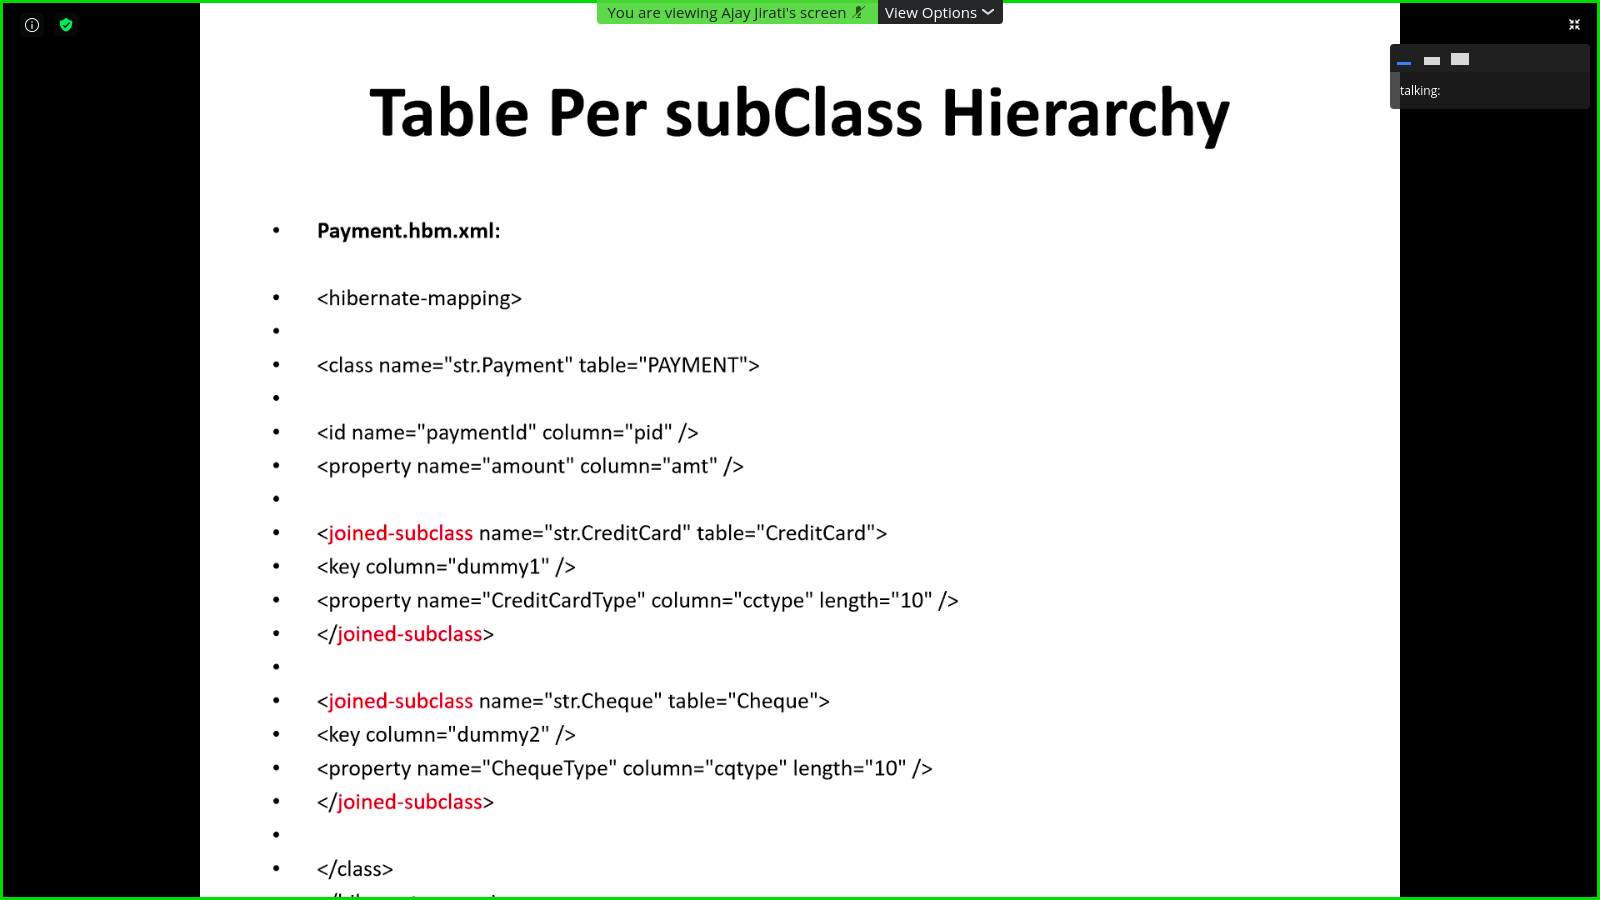 You are viewing Ajay Jirati's screen View Options
talking:
Table Per subClass Hierarchy
• Payment.hbm.xml:
• <hibernate-mapping>
•
• <class name="str.Payment" table="PAYMENT">
•
• <id name="paymentId" column="pid" />
• <property name="amount" column="amt" />
•
• <joined-subclass name="str.CreditCard" table="CreditCard">
• <key column="dummy1" />
• <property name="CreditCardType" column="cctype" length="10" />
• </joined-subclass>
•
• <joined-subclass name="str.Cheque" table="Cheque">
• <key column="dummy2" />
• <property name="ChequeType" column="cqtype" length="10" />
• </joined-subclass>
•
• </class>